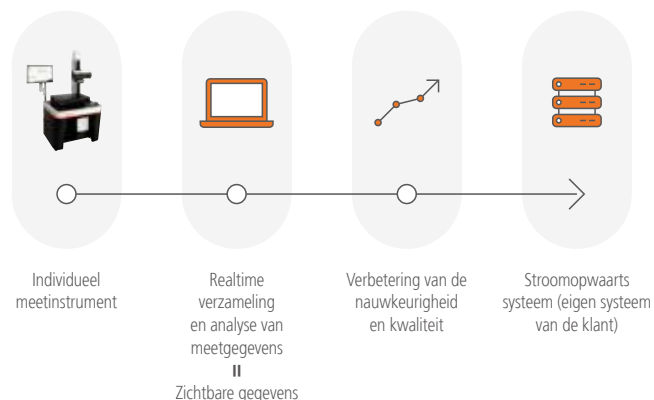 Individueel
meetinstrument
Realtime
verzameling
en analyse van
meetgegevens
=
Zichtbare gegevens
Verbetering van de
nauwkeurigheid
en kwaliteit
Stroomopwaarts
systeem (eigen systeem
van de klant)